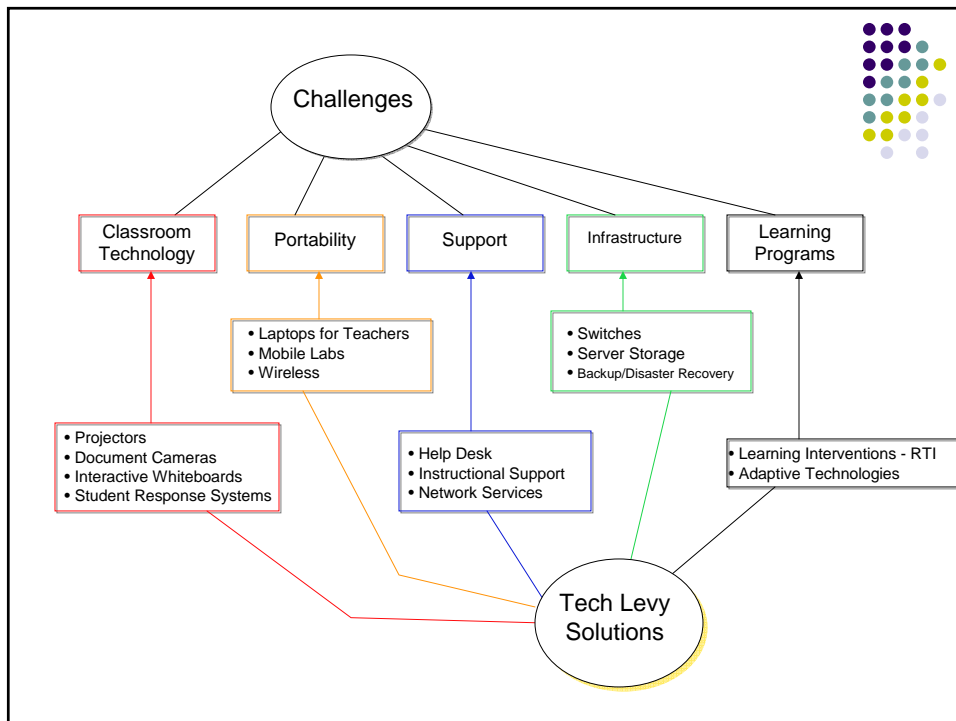 Challenges
Classroom
Technology
Portability
Support
Infrastructure
Learning
Programs
• Laptops for Teachers
• Mobile Labs
• Wireless
• Switches
• Server Storage
• Backup/Disaster Recovery
• Projectors
• Document Cameras
• Interactive Whiteboards
• Student Response Systems
• Help Desk
• Instructional Support
• Network Services
• Learning Interventions - RTI
• Adaptive Technologies
Tech Levy
Solutions